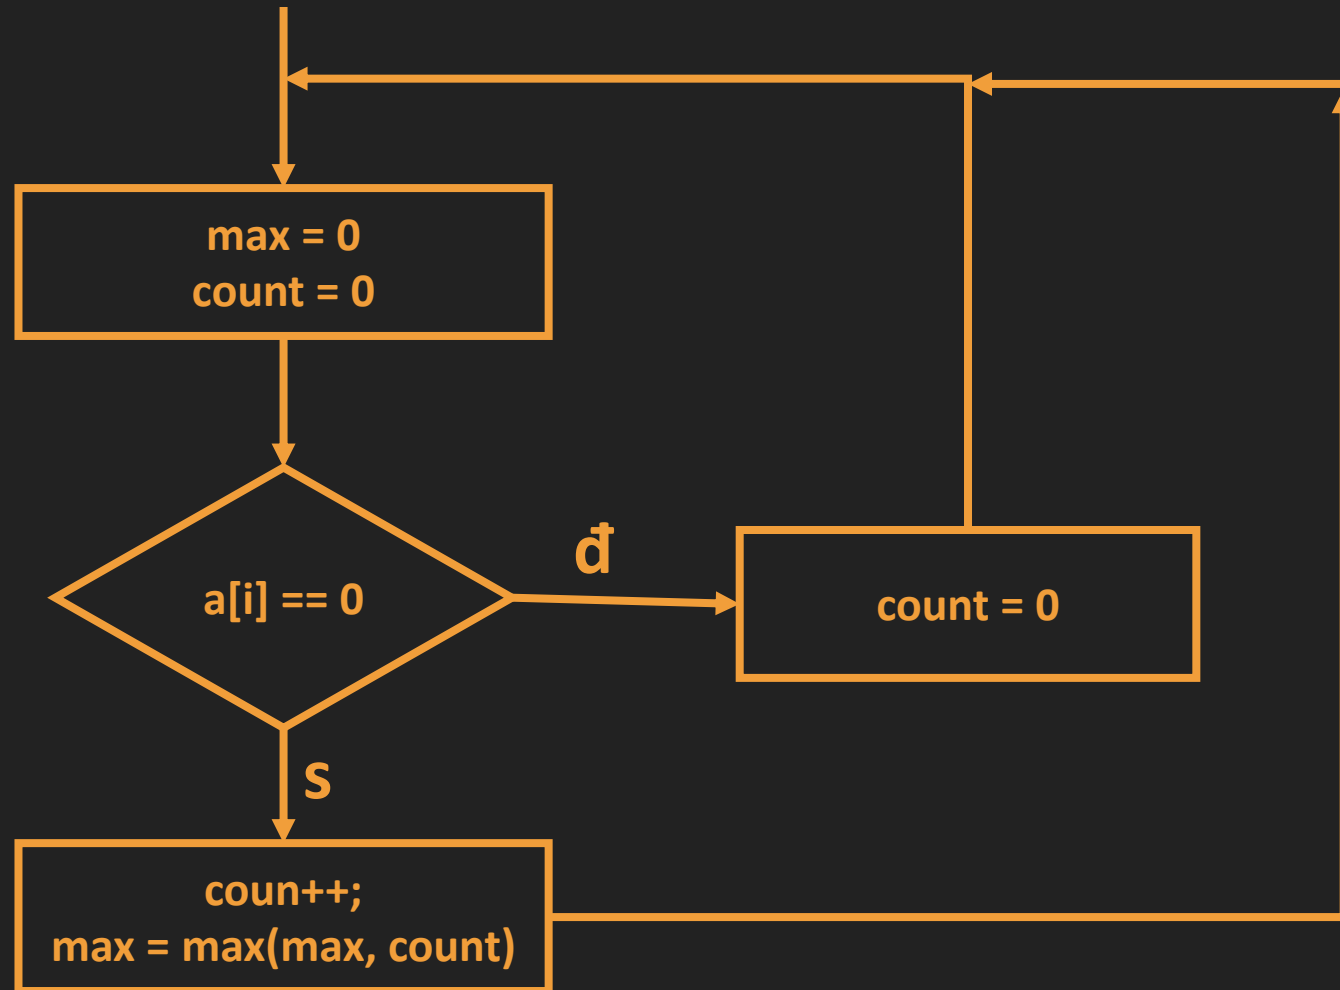 max = 0
count = 0
a[i] == 0
đ
count = 0
s
coun++;
max = max(max, count)